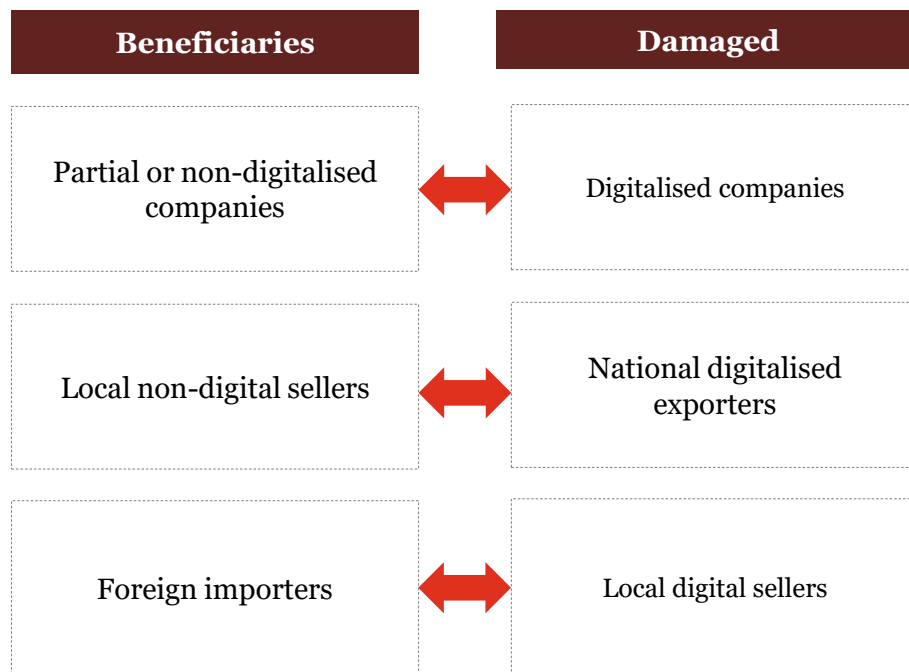 Beneficiaries
Damaged
Partial or non-digitalised
companies
Digitalised companies
Local non-digital sellers
National digitalised
exporters
Foreign importers
Local digital sellers